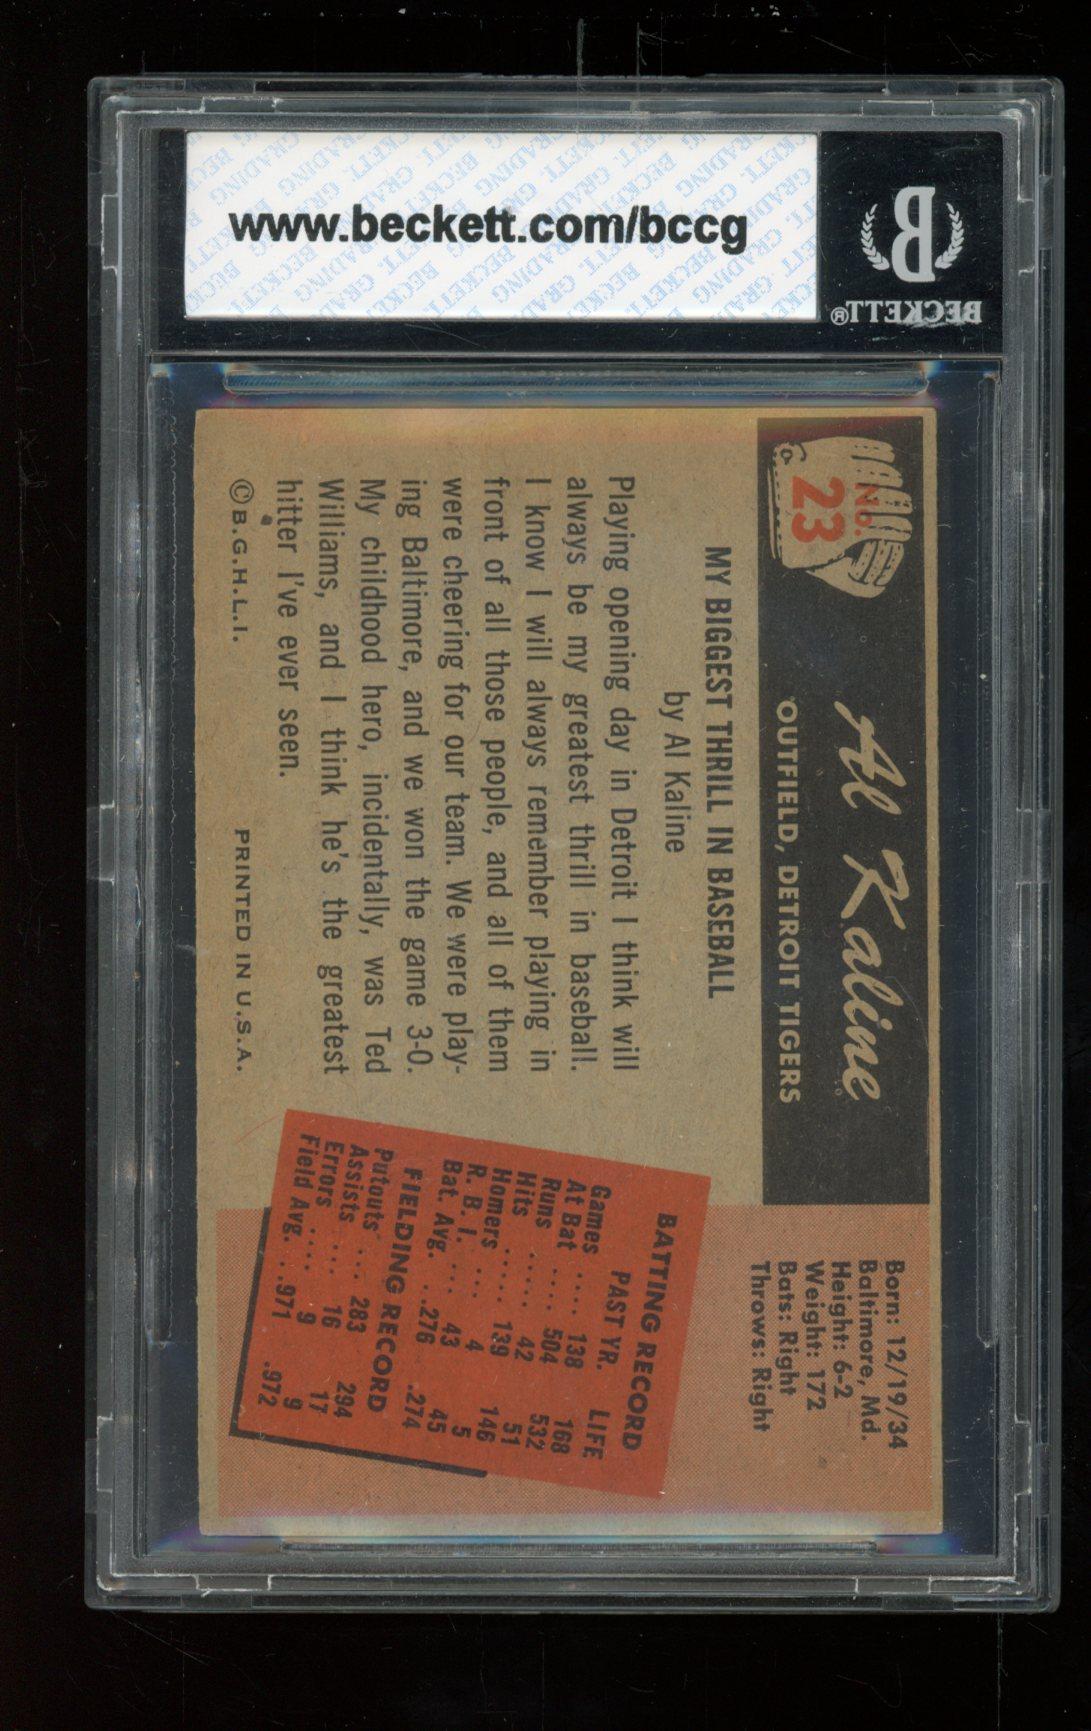 www.beckett.com/bccg
BECKETT®
B
No.
23
Al Kaline
OUTFIELD, DETROIT TIGERS
Born: 12/19/34
Baltimore, Md.
Height: 6-2
Weight: 172
Bats: Right
Throws: Right
MY BIGGEST THRILL IN BASEBALL
by Al Kaline
Playing opening day in Detroit I think will
always be my greatest thrill in baseball.
I know I will always remember playing in
front of all those people, and all of them
were cheering for our team. We were play-
ing Baltimore, and we won the game 3-0.
My childhood hero, incidentally, was Ted
Williams, and I think he's the greatest
hitter I've ever seen.
© B.G.H.L.I. PRINTED IN U.S.A.
BATTING RECORD
PAST YR. LIFE
Games .... 138 168
At Bat .... 504 532
Runs ..... 42 51
Hits ..... 139 146
Homers .... 4 5
R. B. I. .... 43 45
Bat. Avg. ...276 .274
FIELDING RECORD
Putouts ... 283 294
Assists .... 16 17
Errors .... 9 9
Field Avg. ...971 .972